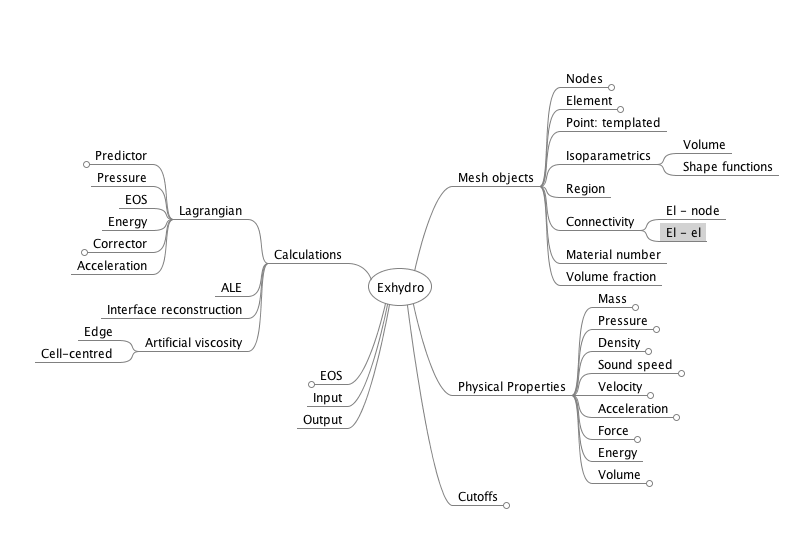 Exhydro
Calculations
Lagrangian
Predictor
Pressure
EOS
Energy
Corrector
Acceleration
ALE
Interface reconstruction
Artificial viscosity
Edge
Cell-centred
EOS
Input
Output
Mesh objects
Nodes
Element
Point: templated
Isoparametrics
Volume
Shape functions
Region
Connectivity
El - node
El - el
Material number
Volume fraction
Physical Properties
Mass
Pressure
Density
Sound speed
Velocity
Acceleration
Force
Energy
Volume
Cutoffs